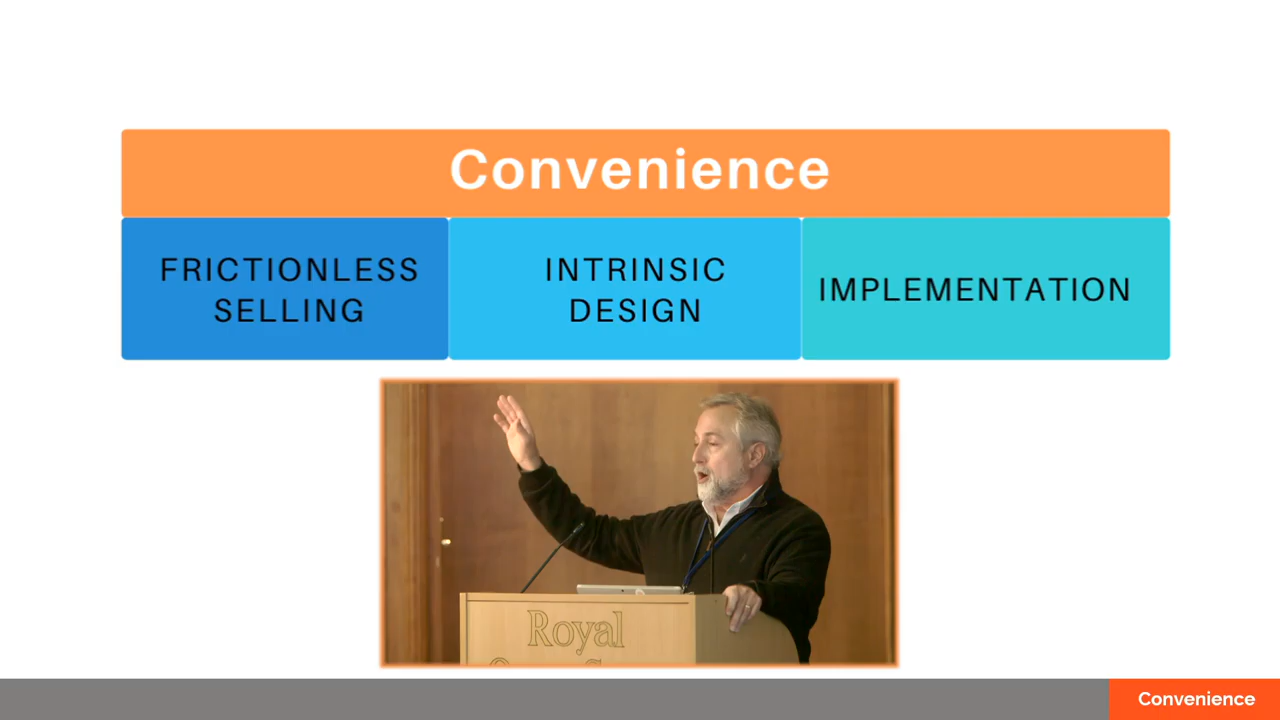 Convenience
FRICTIONLESS
SELLING
INTRINSIC
DESIGN
IMPLEMENTATION
Royal
Convenience